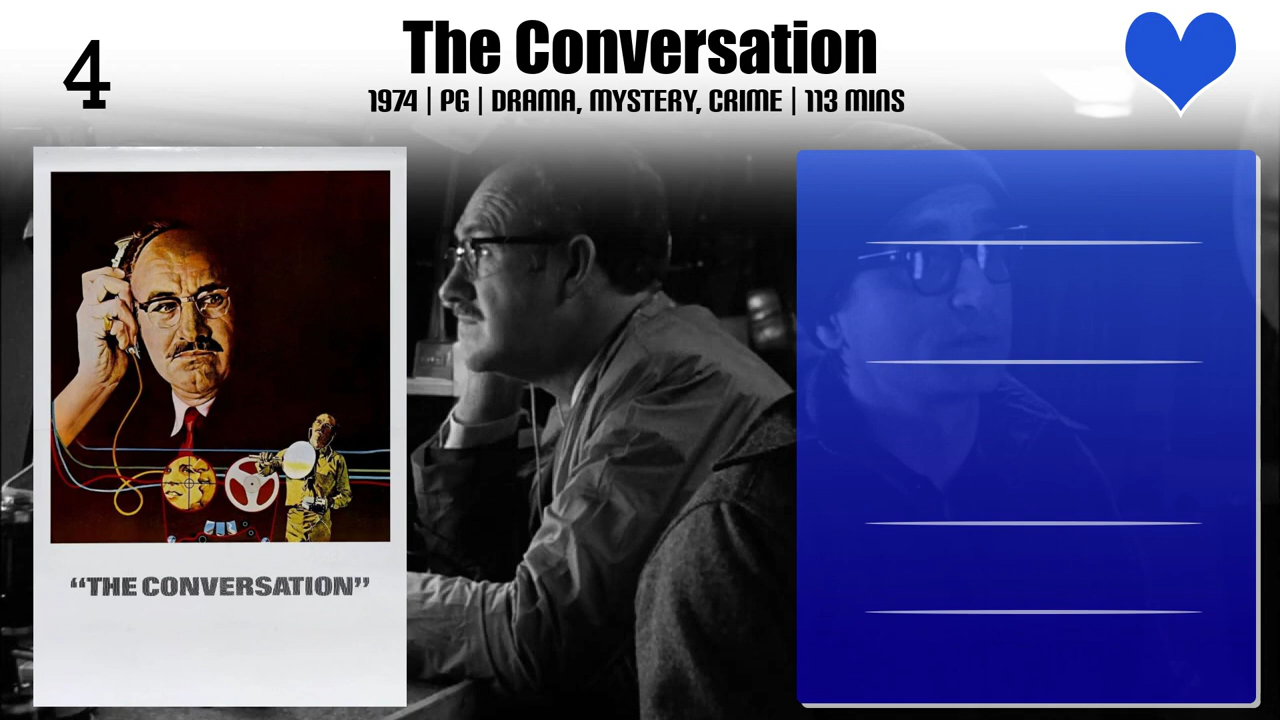 4
The Conversation
1974 | PG | DRAMA, MYSTERY, CRIME | 113 MINS
“THE CONVERSATION”